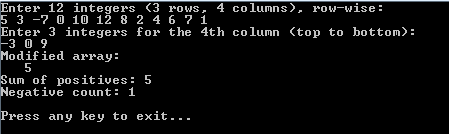 Enter 12 integers (3 rows, 4 columns), row-wise:
5 3 -7 0 10 12 8 2 4 6 7 1
Enter 3 integers for the 4th column (top to bottom):
-3 0 9
Modified array:
5
Sum of positives: 5
Negative count: 1
Press any key to exit...